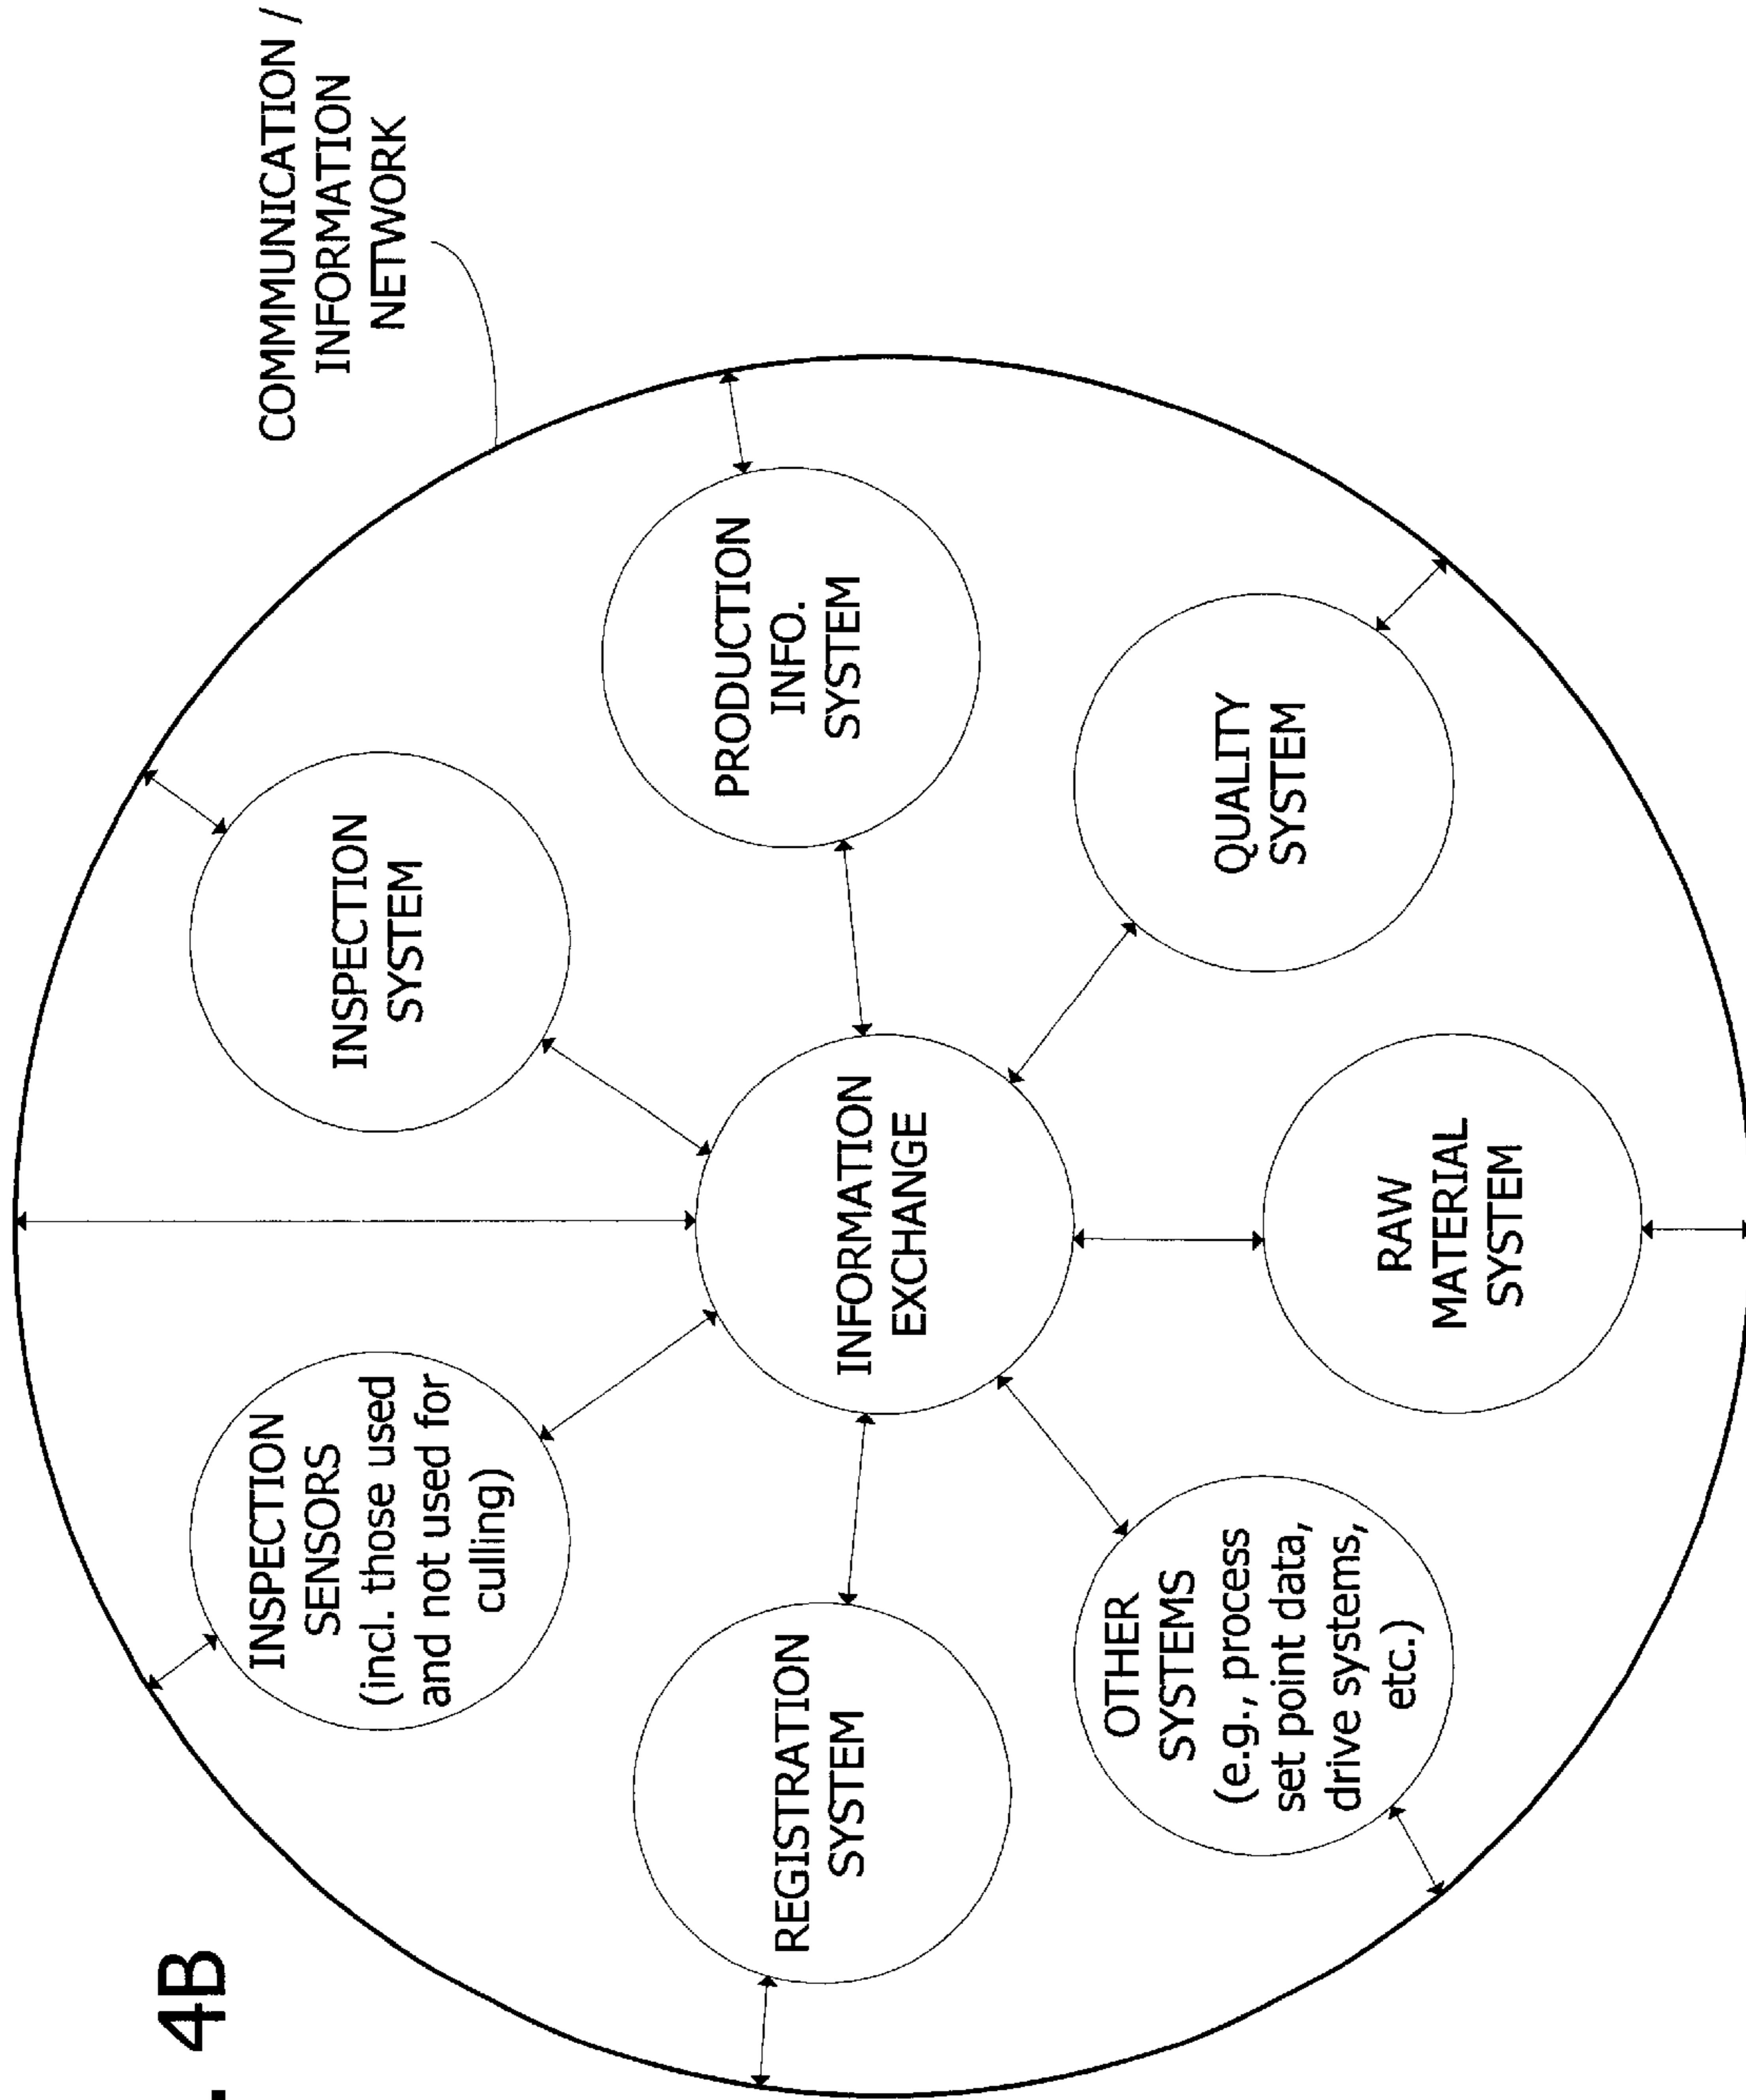 . 4B
COMMMUNICATION /
INFORMATION
NETWORK
INSPECTION
SENSORS
(incl. those used
and not used for
culling)
INSPECTION
SYSTEM
REGISTRATION
SYSTEM
INFORMATION
EXCHANGE
PRODUCTION
INFO.
SYSTEM
OTHER
SYSTEMS
(e.g., process
set point data,
drive systems,
etc.)
RAW
MATERIAL
SYSTEM
QUALITY
SYSTEM